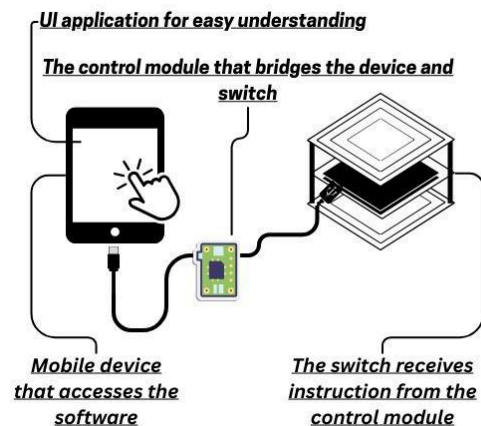 UI application for easy understanding
The control module that bridges the device and
switch
Mobile device
that accesses the
software
The switch receives
instruction from the
control module